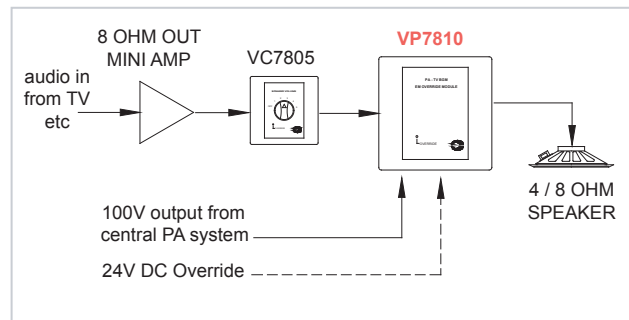 8 OHM OUT
MINI AMP
VC7805
VP7810
audio in
from TV
etc
PA - TV BGM
EM OVERRIDE MODULE
OVERRIDE
4 / 8 OHM
SPEAKER
100V output from
central PA system
24V DC Override